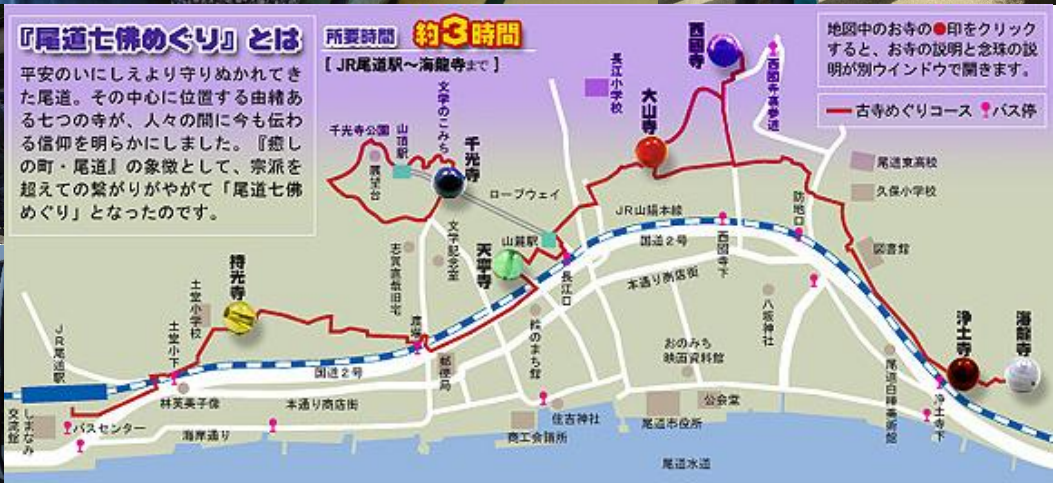 『尾道七佛めぐり』とは
平安のいにしえより守りぬかれてき
た尾道。その中心に位置する由緒あ
る七つの寺が、人々の間に今も伝わ
る信仰を明らかにしました。『癒し
の町・尾道』の象徴として、宗派を
超えての繋がりがやがて「尾道七佛
めぐり」となったのです。
所要時間 約3時間
[ JR尾道駅〜海龍寺まで ]
地図中のお寺の●印をクリック
すると、お寺の説明と念珠の説
明が別ウインドウで開きます。
古寺めぐりコース バス停
西國寺
西國寺表参道
長江小学校
大山寺
文学のこみち
千光寺
千光寺公園
山頂駅
展望台
ロープウェイ
尾道東高校
久保小学校
防地口
JR山陽本線
国道2号
西國寺下
図書館
山麓駅
文学記念室
志賀直哉旧宅
天寧寺
長江口
本通り商店街
持光寺
土堂小学校
土堂小下
渡場
絵のまち館
八坂神社
おのみち
映画資料館
浄土寺
海龍寺
JR尾道駅
国道2号
郵便局
林芙美子像
本通り商店街
しまなみ
交流館
バスセンター
海岸通り
住吉神社
商工会議所
尾道市役所
公会堂
尾道白樺美術館
浄土寺下
尾道水道